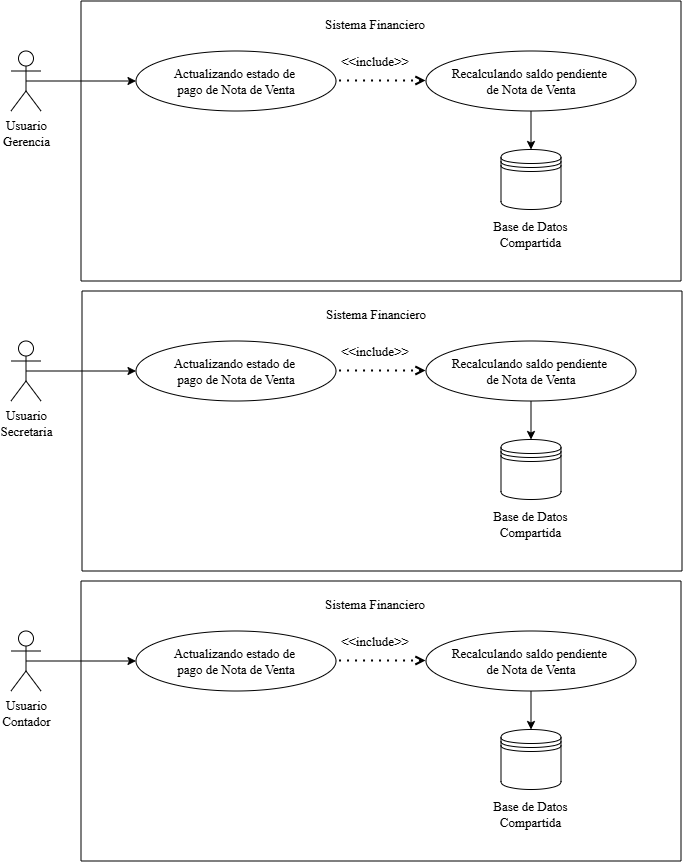 Sistema Financiero
<<include>>
Actualizando estado de
pago de Nota de Venta
Recalculando saldo pendiente
de Nota de Venta
Usuario
Gerencia
Base de Datos
Compartida
Sistema Financiero
<<include>>
Actualizando estado de
pago de Nota de Venta
Recalculando saldo pendiente
de Nota de Venta
Usuario
Secretaria
Base de Datos
Compartida
Sistema Financiero
<<include>>
Actualizando estado de
pago de Nota de Venta
Recalculando saldo pendiente
de Nota de Venta
Usuario
Contador
Base de Datos
Compartida